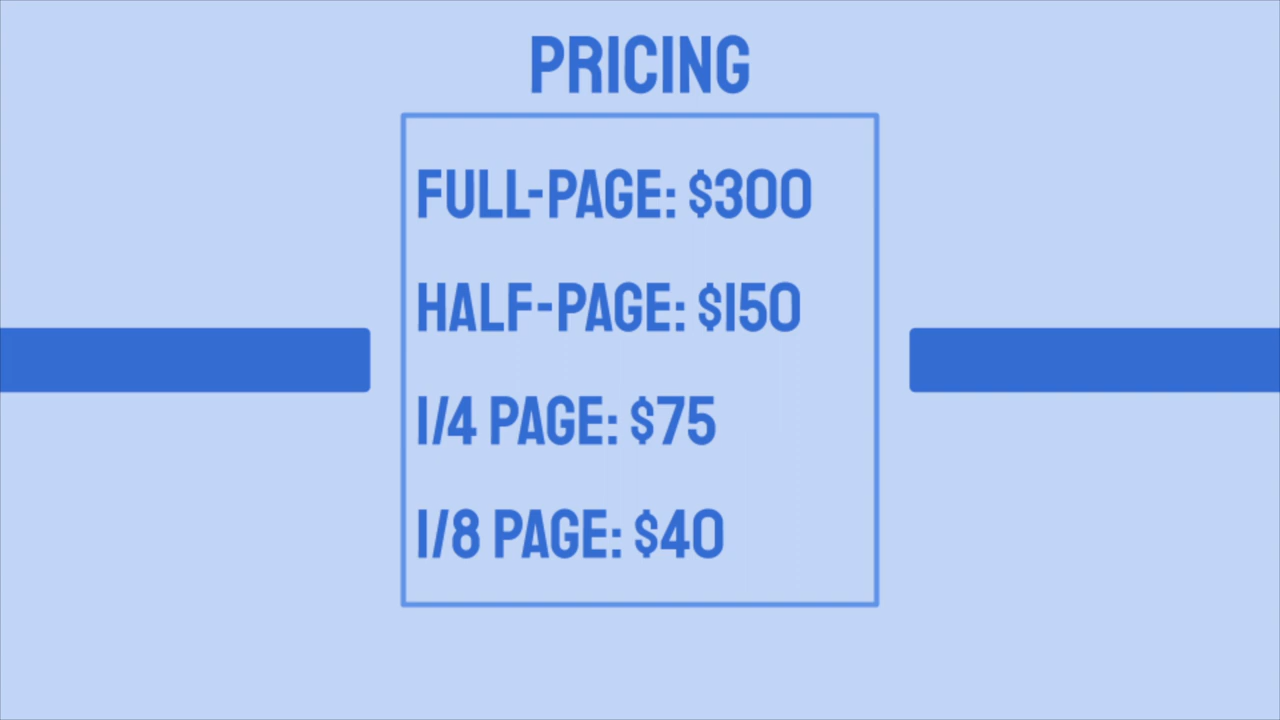 PRICING
FULL-PAGE: $300
HALF-PAGE: $150
1/4 PAGE: $75
1/8 PAGE: $40